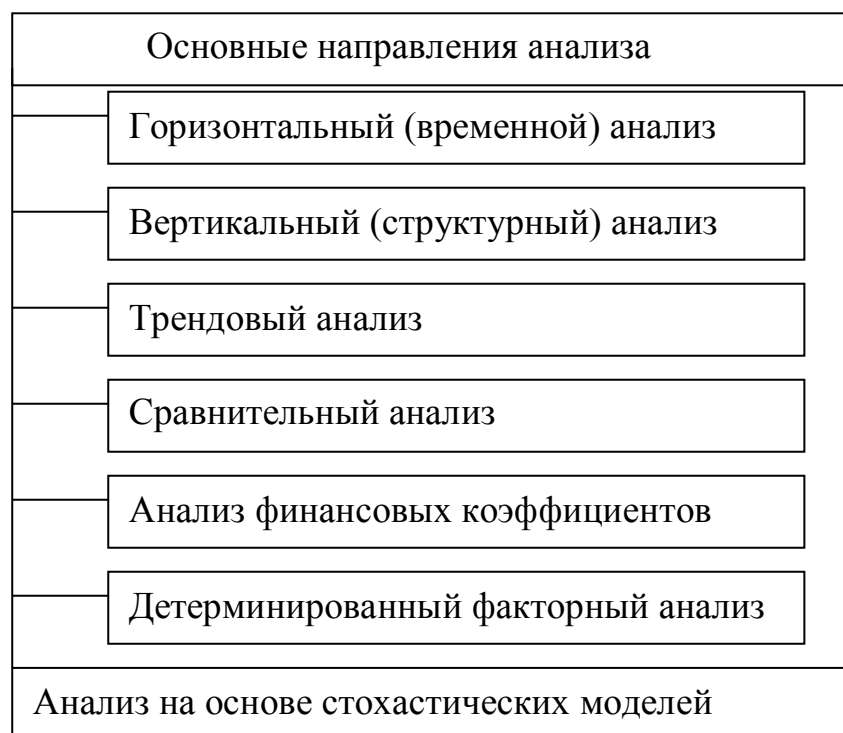 Основные направления анализа
Горизонтальный (временной) анализ
Вертикальный (структурный) анализ
Трендовый анализ
Сравнительный анализ
Анализ финансовых коэффициентов
Детерминированный факторный анализ
Анализ на основе стохастических моделей